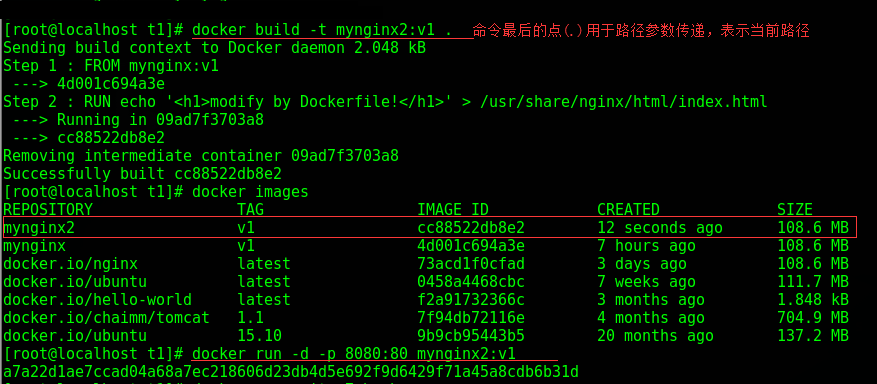 [root@localhost t1]# docker build -t mynginx2:v1 . 命令最后的点(.)用于路径参数传递，表示当前路径
Sending build context to Docker daemon 2.048 kB
Step 1 : FROM mynginx:v1
---> 4d001c694a3e
Step 2 : RUN echo '<h1>modify by Dockerfile!</h1>' > /usr/share/nginx/html/index.html
---> Running in 09ad7f3703a8
---> cc88522db8e2
Removing intermediate container 09ad7f3703a8
Successfully built cc88522db8e2
[root@localhost t1]# docker images
REPOSITORY TAG IMAGE ID CREATED SIZE
mynginx2 v1 cc88522db8e2 12 seconds ago 108.6 MB
mynginx v1 4d001c694a3e 7 hours ago 108.6 MB
docker.io/nginx latest 73acd1f0cfad 3 days ago 108.6 MB
docker.io/ubuntu latest 0458a4468cbc 7 weeks ago 111.7 MB
docker.io/hello-world latest f2a91732366c 3 months ago 1.848 kB
docker.io/chaimm/tomcat 1.1 7f94db72116e 4 months ago 704.9 MB
docker.io/ubuntu 15.10 9b9cb95443b5 20 months ago 137.2 MB
[root@localhost t1]# docker run -d -p 8080:80 mynginx2:v1
a7a22d1ae7ccad04a68a7ec218606d23db4d5e692f9d6429f71a45a8cdb6b31d